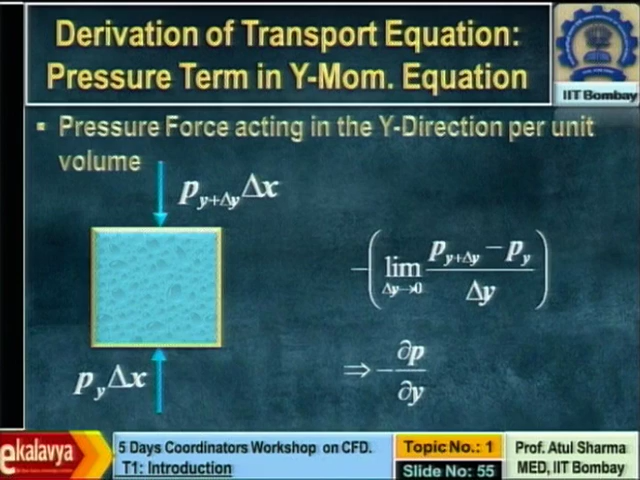 Derivation of Transport Equation:
Pressure Term in Y-Mom. Equation
IIT Bombay
▪ Pressure Force acting in the Y-Direction per unit
volume
p_{y+Δy}Δx
−(lim_{Δy→0} (p_{y+Δy} − p_y)/Δy)
⇒ −∂p/∂y
p_yΔx
ekalavya
5 Days Coordinators Workshop on CFD.
T1: Introduction
Topic No.: 1
Slide No: 55
Prof. Atul Sharma
MED, IIT Bombay